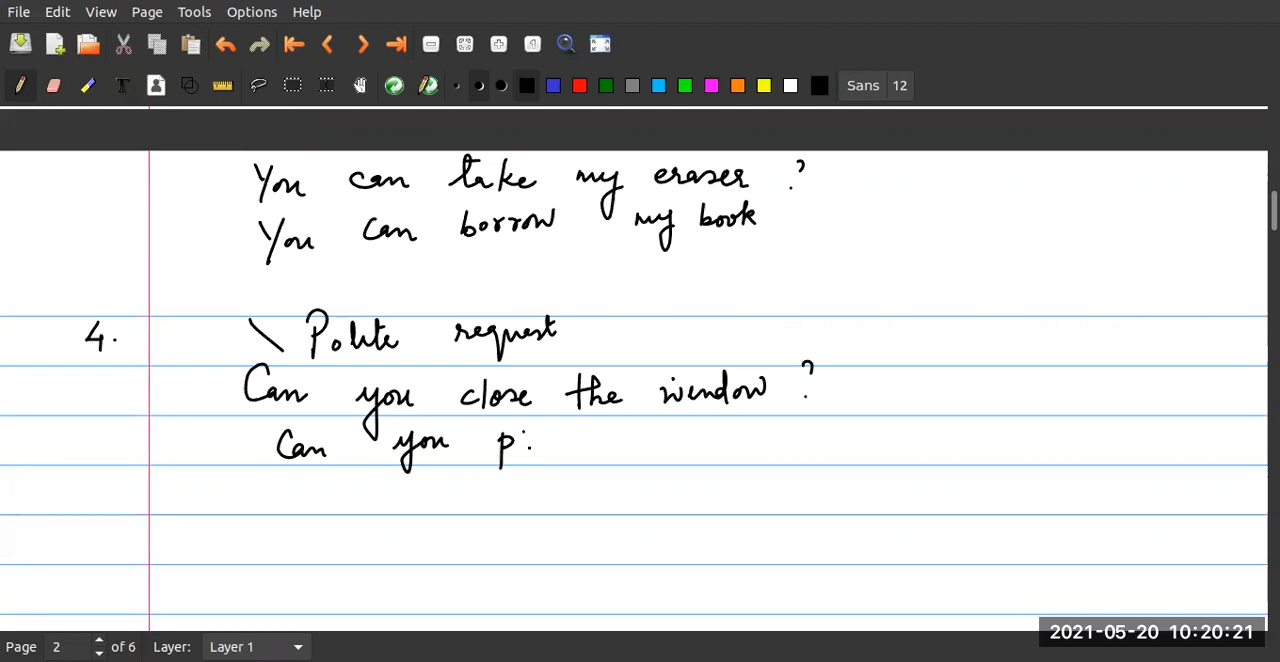 File Edit View Page Tools Options Help
Sans 12
You can take my eraser ?
You can borrow my book
4. \ Polite request
Can you close the window ?
Can you pi
2021-05-20 10:20:21
Page 2 of 6 Layer: Layer 1